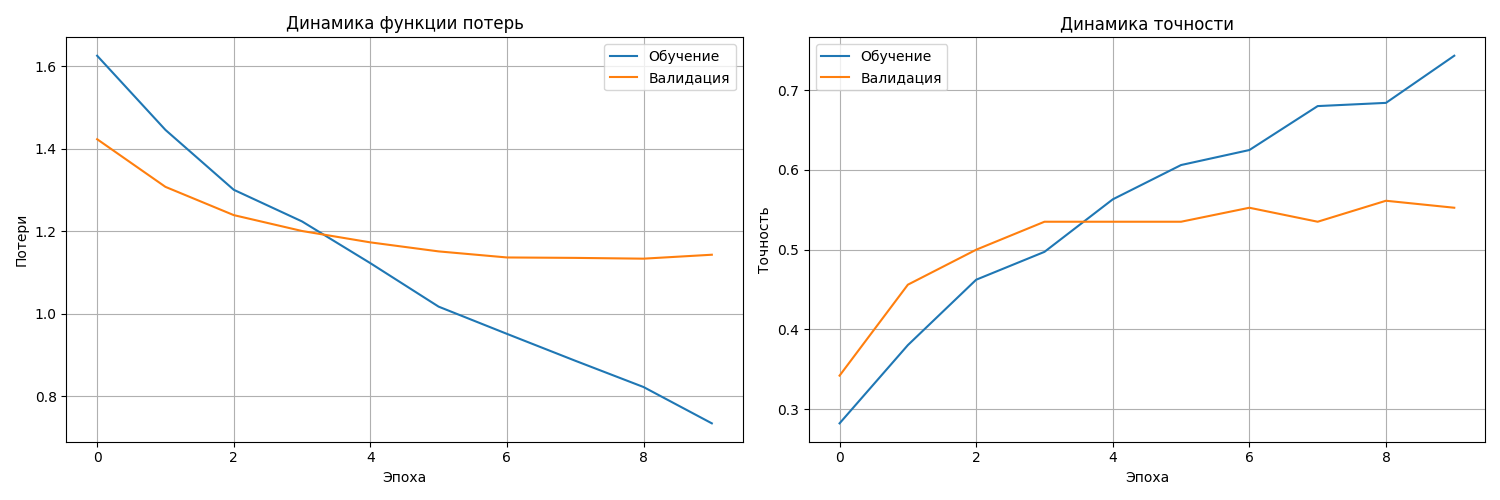 Динамика функции потерь
Обучение
Валидация
1.6
1.4
1.2
1.0
0.8
Потери
0
2
4
6
8
Эпоха
Динамика точности
Обучение
Валидация
0.7
0.6
0.5
0.4
0.3
Точность
0
2
4
6
8
Эпоха